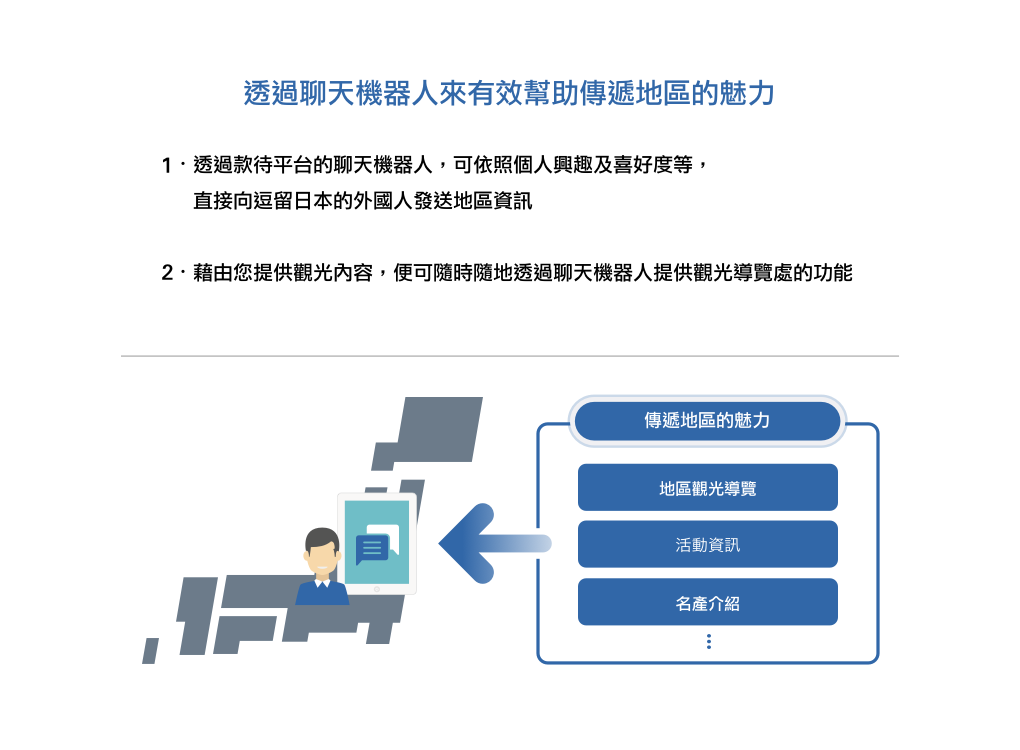 透過聊天機器人來有效幫助傳遞地區的魅力
1・透過款待平台的聊天機器人，可依照個人興趣及喜好度等，
直接向逗留日本的外國人發送地區資訊
2・藉由您提供觀光內容，便可隨時隨地透過聊天機器人提供觀光導覽處的功能
傳遞地區的魅力
地區觀光導覽
活動資訊
名產介紹